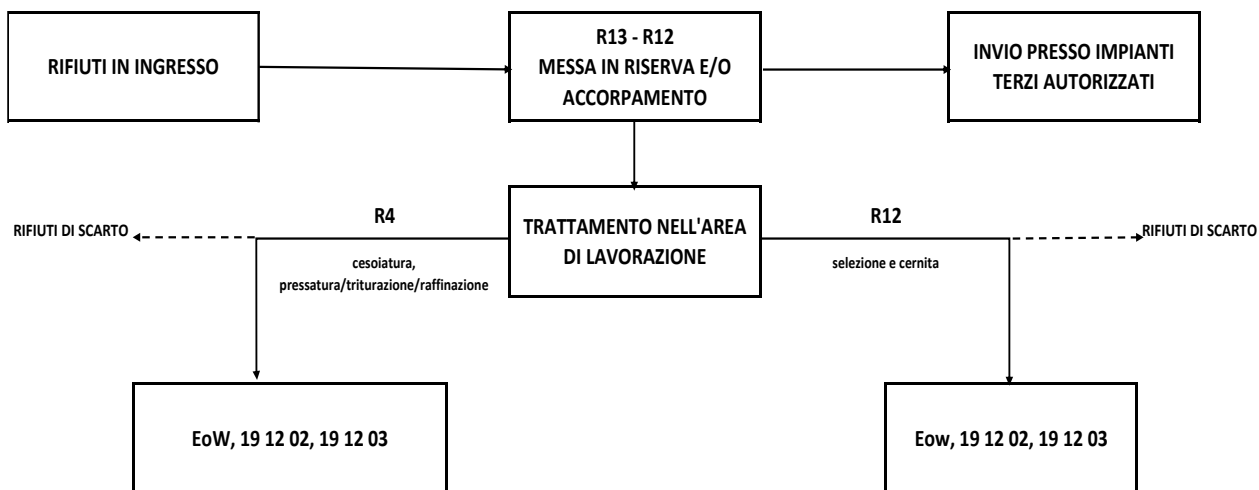 RIFIUTI IN INGRESSO
R13 - R12
MESSA IN RISERVA E/O
ACCORPAMENTO
INVIO PRESSO IMPIANTI
TERZI AUTORIZZATI
RIFIUTI DI SCARTO
R4
cesoiatura,
pressatura/triturazione/raffinazione
TRATTAMENTO NELL'AREA
DI LAVORAZIONE
R12
selezione e cernita
RIFIUTI DI SCARTO
EoW, 19 12 02, 19 12 03
Eow, 19 12 02, 19 12 03